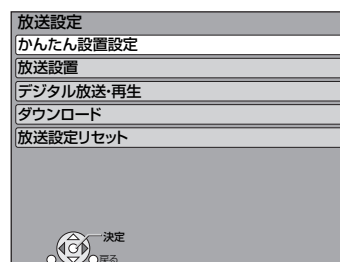 放送設定
かんたん設置設定
放送設置
デジタル放送・再生
ダウンロード
放送設定リセット
決定
戻る